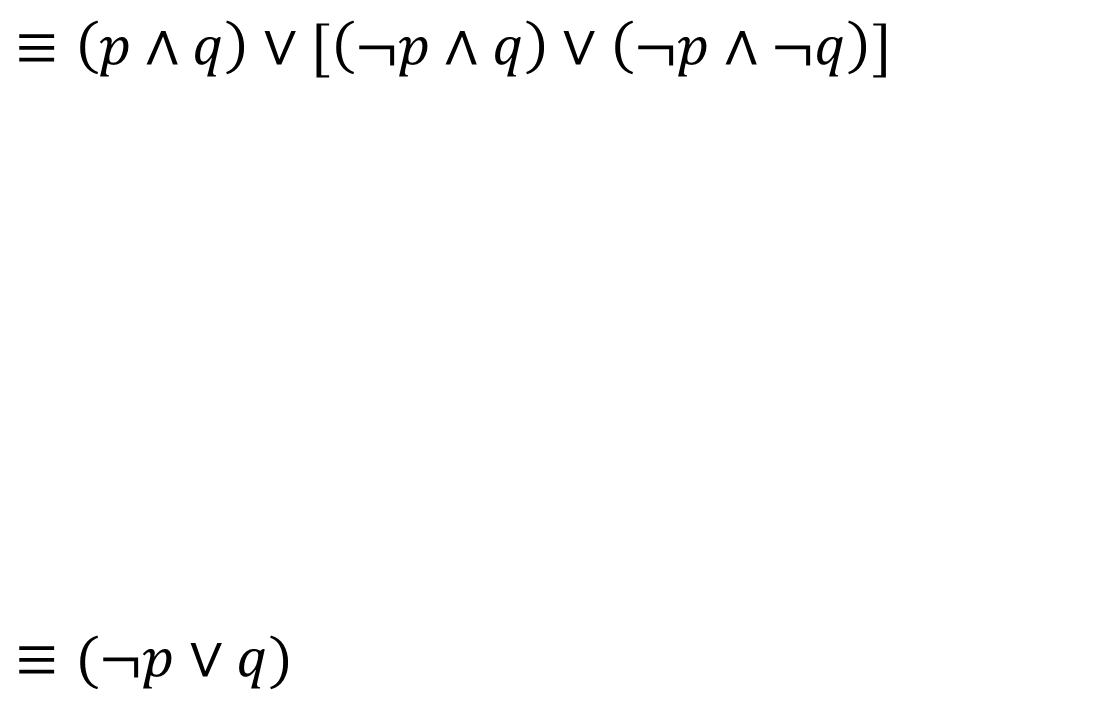 ≡ (p ∧ q) ∨ [(¬p ∧ q) ∨ (¬p ∧ ¬q)]
≡ (¬p ∨ q)